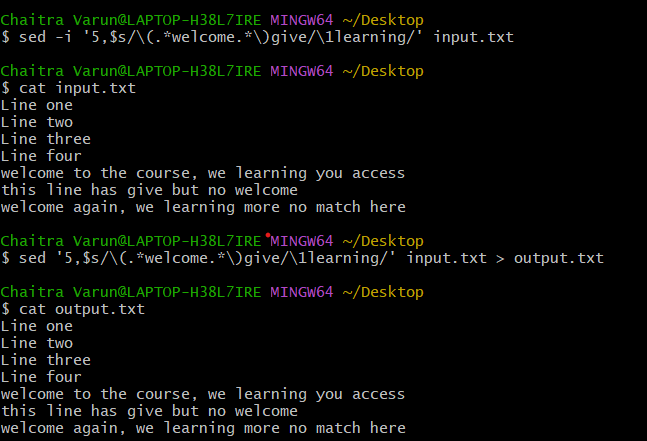 Chaitra Varun@LAPTOP-H38L7IRE MINGW64 ~/Desktop
$ sed -i '5,$s/\(.*welcome.*\)give/\1learning/' input.txt
Chaitra Varun@LAPTOP-H38L7IRE MINGW64 ~/Desktop
$ cat input.txt
Line one
Line two
Line three
Line four
welcome to the course, we learning you access
this line has give but no welcome
welcome again, we learning more no match here
Chaitra Varun@LAPTOP-H38L7IRE MINGW64 ~/Desktop
$ sed '5,$s/\(.*welcome.*\)give/\1learning/' input.txt > output.txt
Chaitra Varun@LAPTOP-H38L7IRE MINGW64 ~/Desktop
$ cat output.txt
Line one
Line two
Line three
Line four
welcome to the course, we learning you access
this line has give but no welcome
welcome again, we learning more no match here